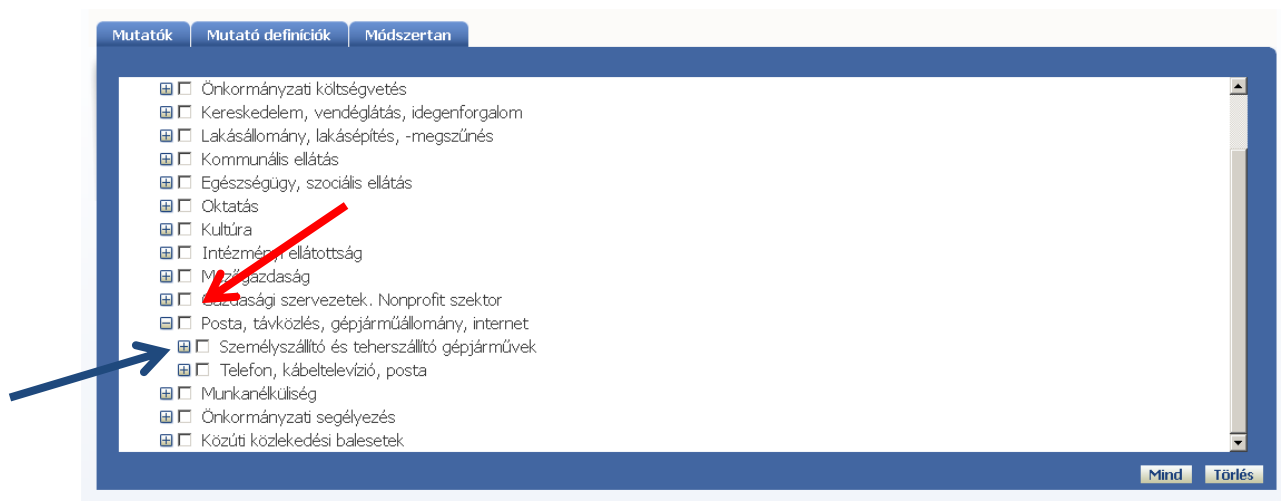 Mutatók Mutató definíciók Módszertan
Önkormányzati költségvetés
Kereskedelem, vendéglátás, idegenforgalom
Lakásállomány, lakásépítés, -megszűnés
Kommunális ellátás
Egészségügy, szociális ellátás
Oktatás
Kultúra
Intézményi ellátottság
Mezőgazdaság
Gazdasági szervezetek. Nonprofit szektor
Posta, távközlés, gépjárműállomány, internet
Személyszállító és teherszállító gépjárművek
Telefon, kábeltelevízió, posta
Munkanélküliség
Önkormányzati segélyezés
Közúti közlekedési balesetek
Mind Törlés